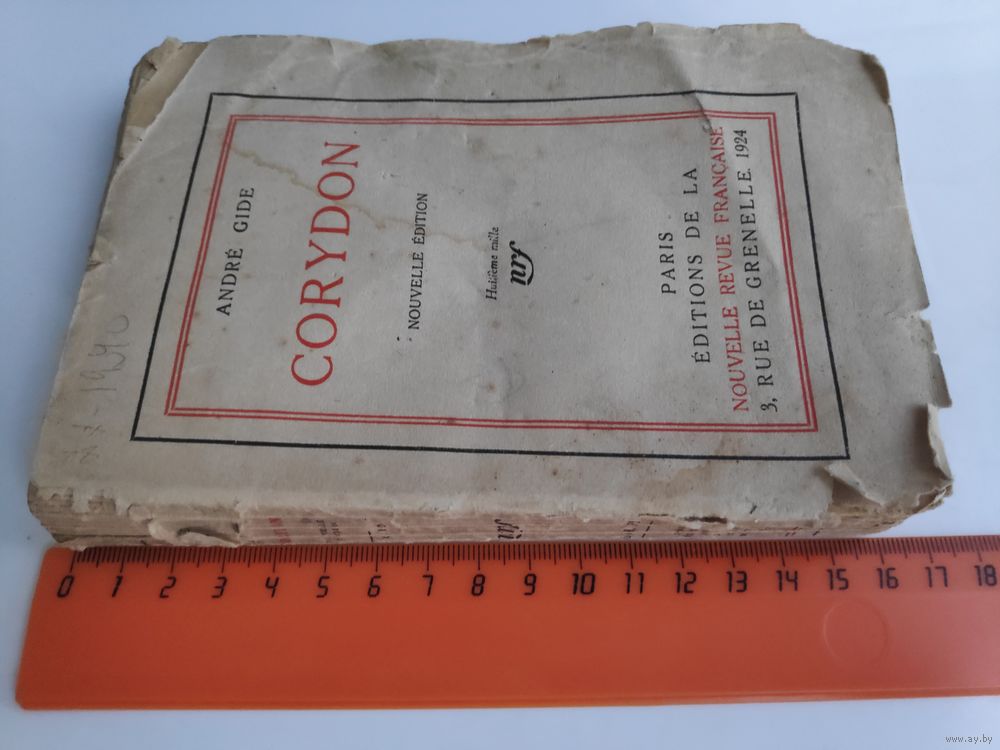 ANDRÉ GIDE
CORYDON
NOUVELLE ÉDITION
Huitième mille
nrf
PARIS
ÉDITIONS DE LA
NOUVELLE REVUE FRANÇAISE
3, RUE DE GRENELLE. 1924
nrf
0 1 2 3 4 5 6 7 8 9 10 11 12 13 14 15 16 17 18
www.ay.by